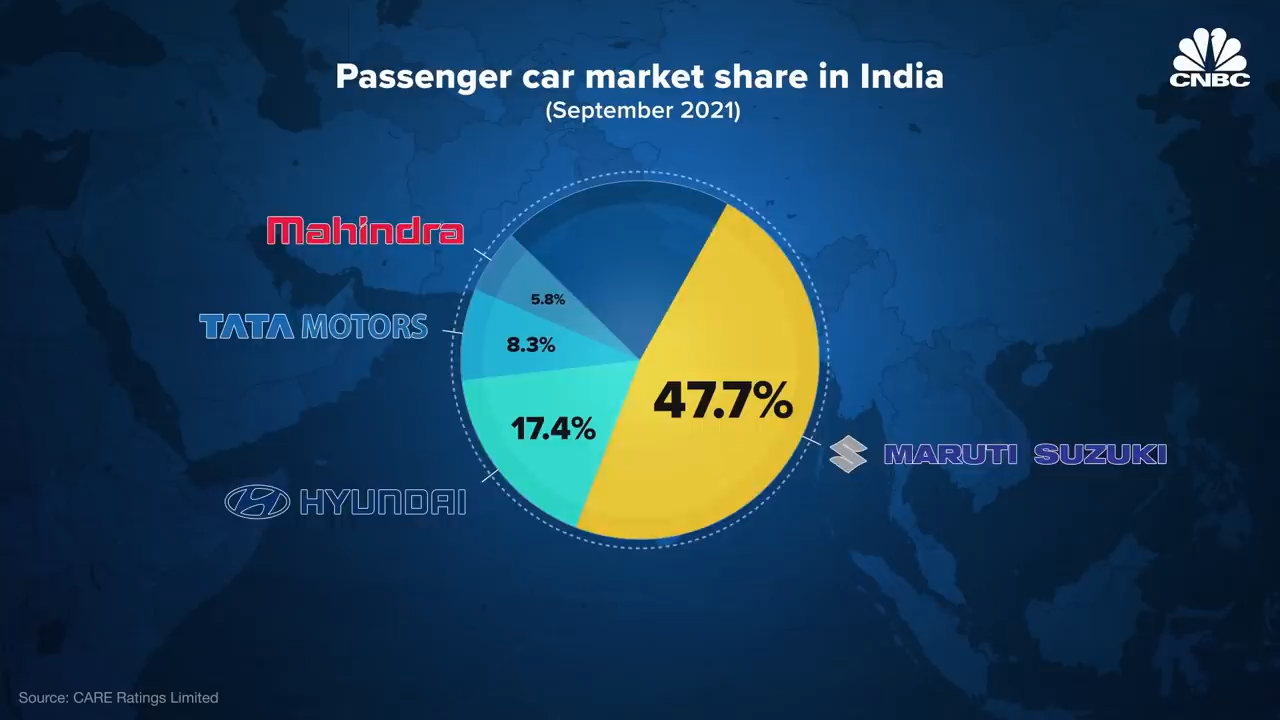 CNBC
Passenger car market share in India
(September 2021)
Mahindra
5.8%
TATA MOTORS
8.3%
47.7%
17.4%
MARUTI SUZUKI
HYUNDAI
Source: CARE Ratings Limited